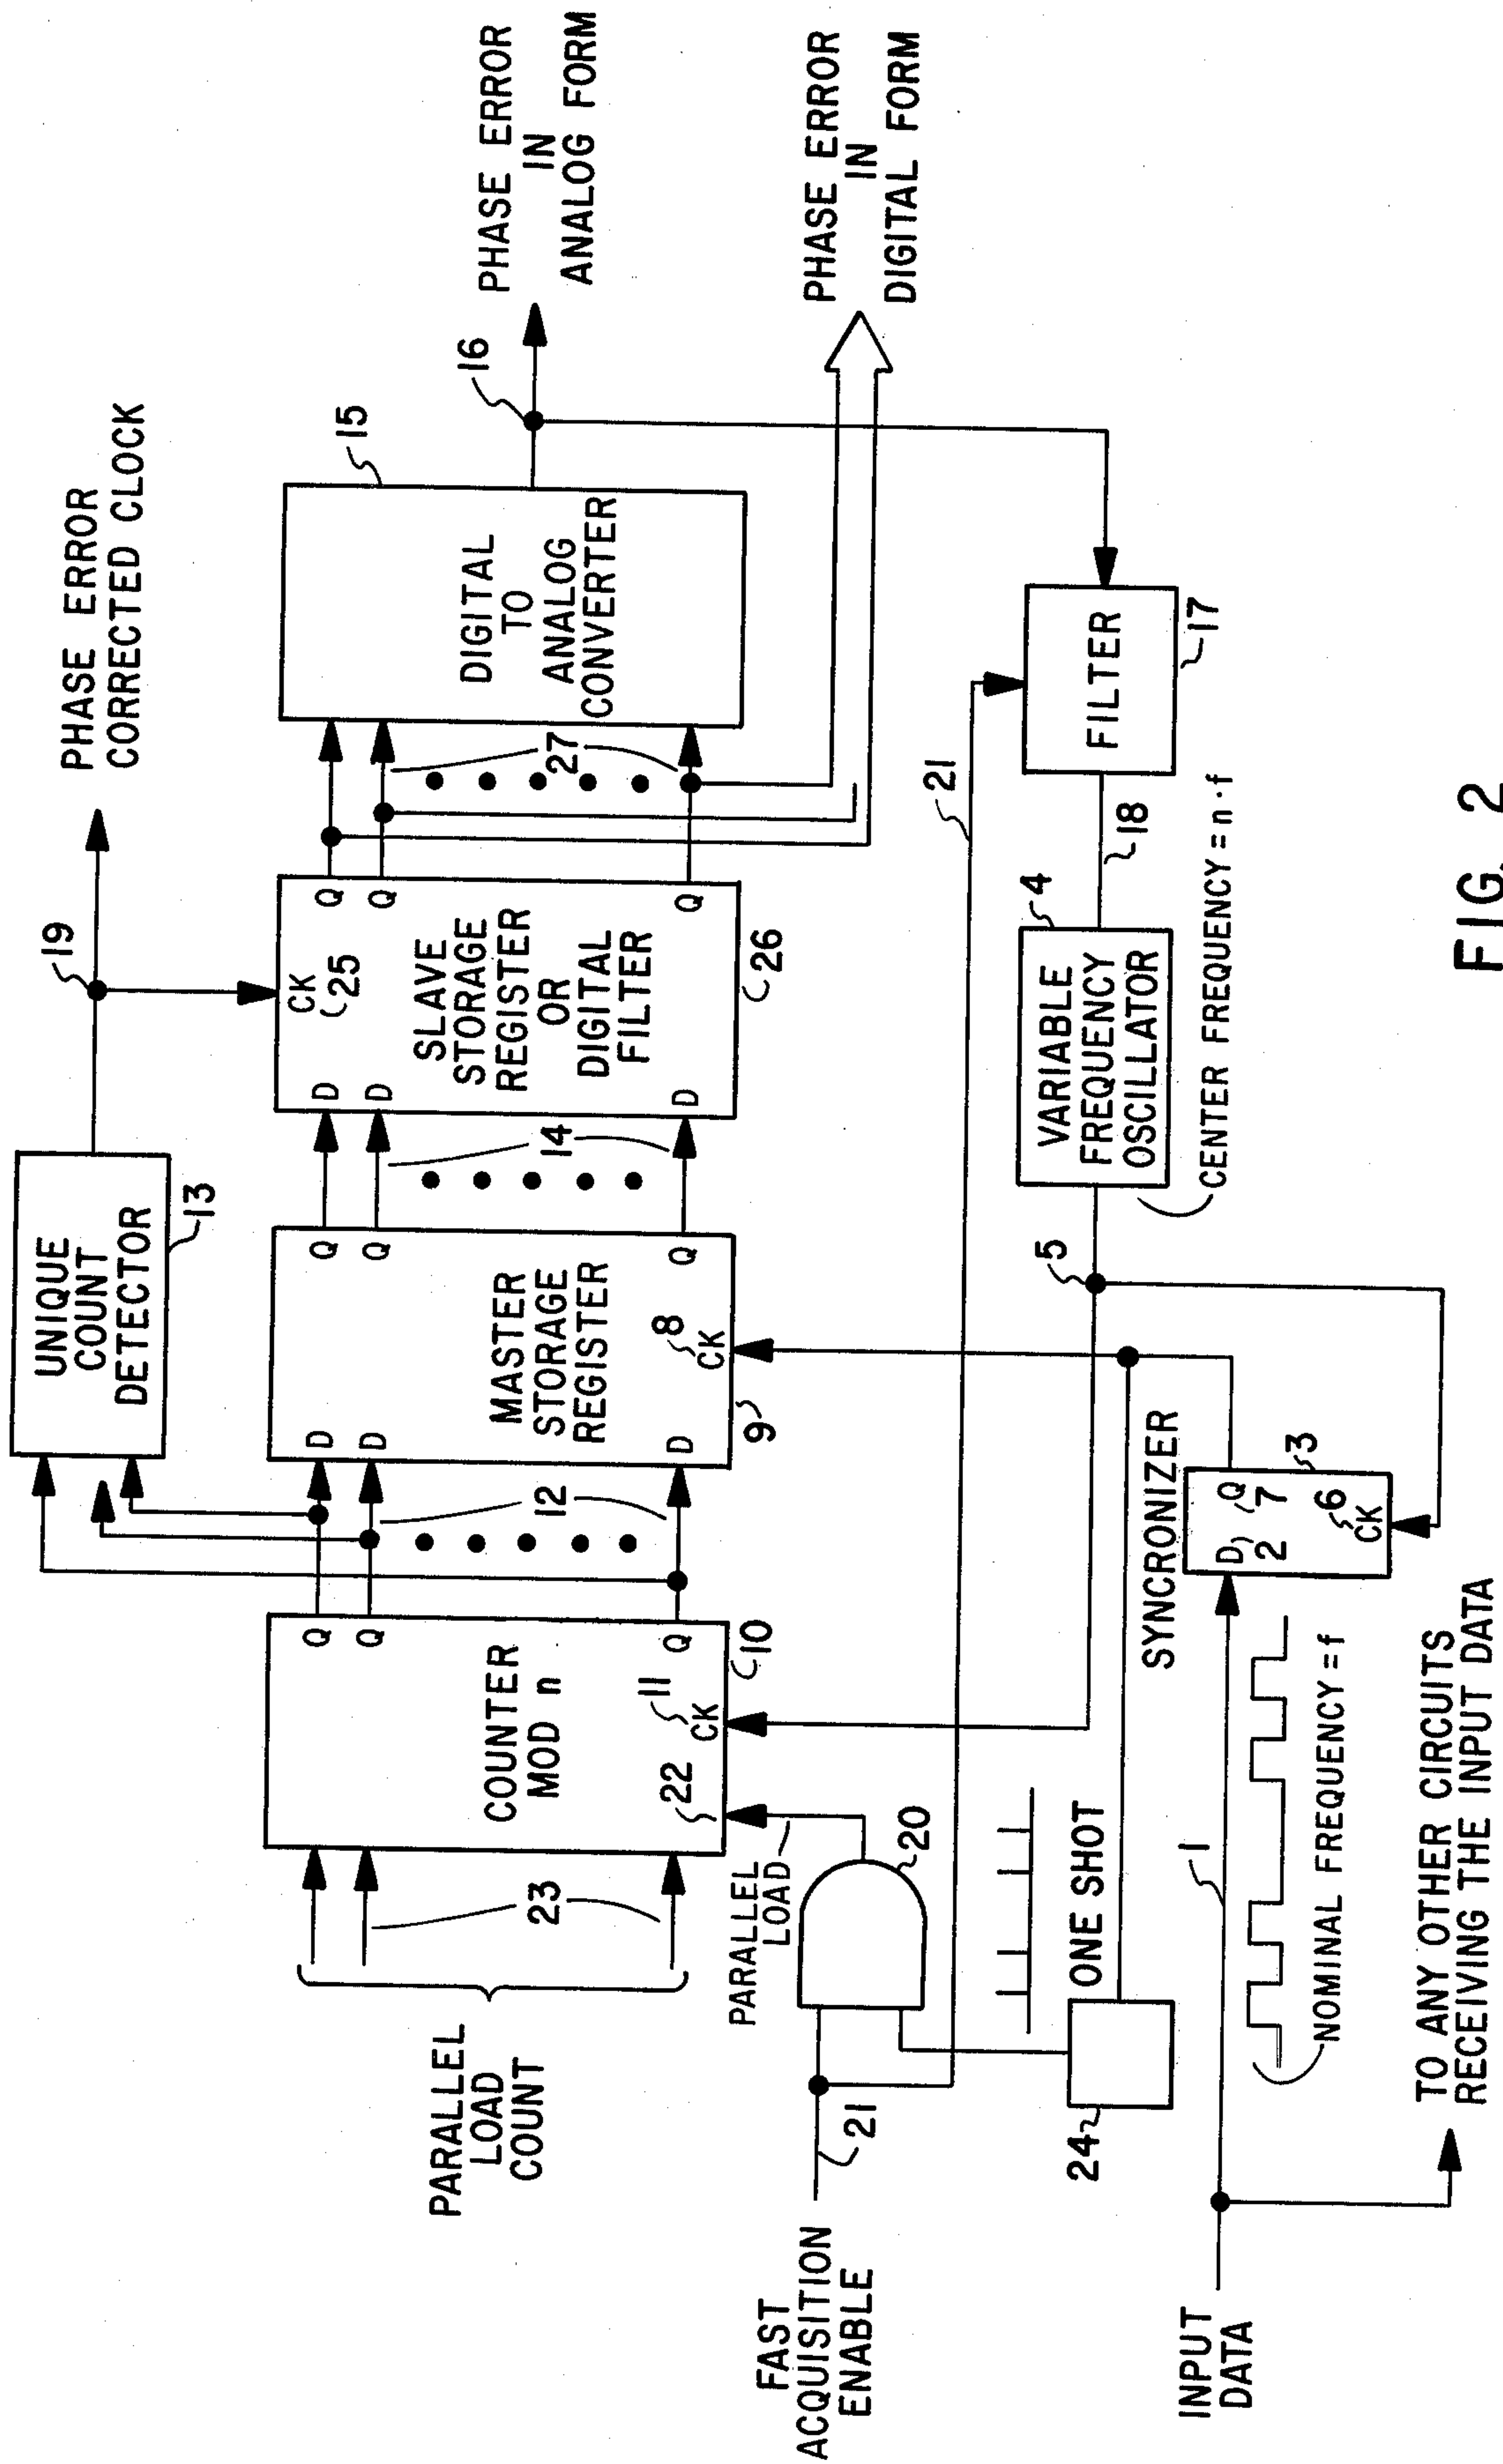 PHASE ERROR
CORRECTED CLOCK
19
UNIQUE
COUNT
DETECTOR
13
PARALLEL
LOAD
COUNT
23
COUNTER
MOD n
Q
Q
Q
11
CK
22
10
12
D
D
D
MASTER
STORAGE
REGISTER
Q
Q
Q
8
CK
9
14
D
D
D
CK
25
SLAVE
STORAGE
REGISTER
OR
DIGITAL
FILTER
Q
Q
Q
26
27
DIGITAL
TO
ANALOG
CONVERTER
15
16
PHASE ERROR
IN
ANALOG FORM
PHASE ERROR
IN
DIGITAL FORM
FAST
ACQUISITION
ENABLE
21
PARALLEL
LOAD
20
21
FILTER
17
18
VARIABLE
FREQUENCY
OSCILLATOR
4
CENTER FREQUENCY = n·f
5
24
ONE SHOT
SYNCRONIZER
D
2
Q
7
6
CK
3
INPUT
DATA
1
NOMINAL FREQUENCY = f
TO ANY OTHER CIRCUITS
RECEIVING THE INPUT DATA
FIG. 2